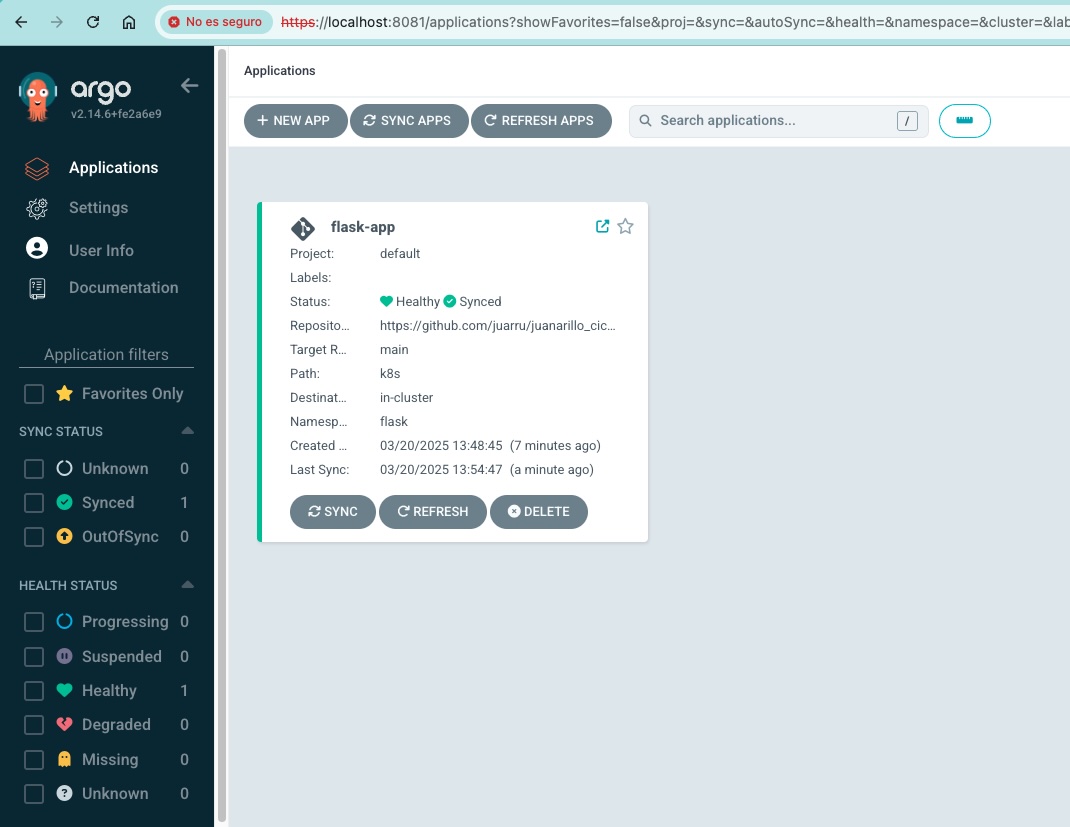 No es seguro https://localhost:8081/applications?showFavorites=false&proj=&sync=&autoSync=&health=&namespace=&cluster=&lab
argo
v2.14.6+fe2a6e9
Applications
Settings
User Info
Documentation
Application filters
Favorites Only
SYNC STATUS
Unknown 0
Synced 1
OutOfSync 0
HEALTH STATUS
Progressing 0
Suspended 0
Healthy 1
Degraded 0
Missing 0
Unknown 0
Applications
+ NEW APP SYNC APPS REFRESH APPS Search applications... /
flask-app
Project: default
Labels:
Status: Healthy Synced
Reposito... https://github.com/juarru/juanarillo_cic...
Target R... main
Path: k8s
Destinat... in-cluster
Namesp... flask
Created ... 03/20/2025 13:48:45 (7 minutes ago)
Last Sync: 03/20/2025 13:54:47 (a minute ago)
SYNC REFRESH DELETE